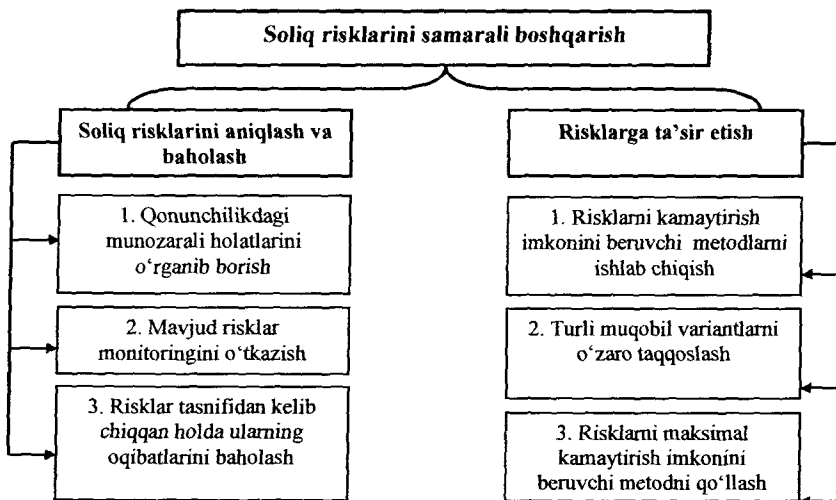 Soliq risklarini samarali boshqarish
Soliq risklarini aniqlash va
baholash
1. Qonunchilikdagi
munozarali holatlarini
o‘rganib borish
2. Mavjud risklar
monitoringini o‘tkazish
3. Risklar tasnifidan kelib
chiqqan holda ularning
oqibatlarini baholash
Risklarga ta’sir etish
1. Risklarni kamaytirish
imkonini beruvchi metodlarni
ishlab chiqish
2. Turli muqobil variantlarni
o‘zaro taqqoslash
3. Risklarni maksimal
kamaytirish imkonini
beruvchi metodni qo‘llash